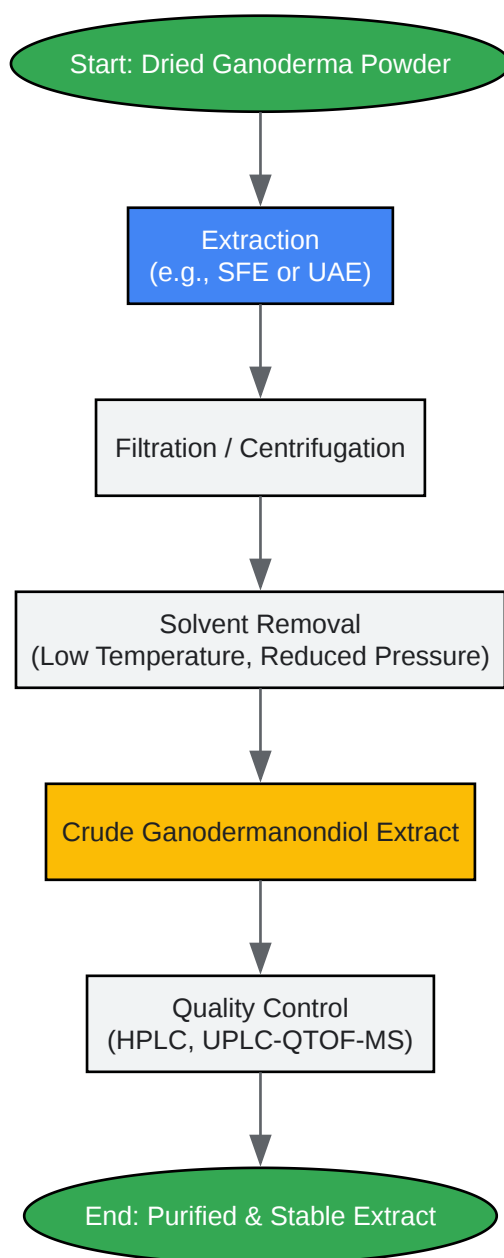 Start: Dried Ganoderma Powder
Extraction
(e.g., SFE or UAE)
Filtration / Centrifugation
Solvent Removal
(Low Temperature, Reduced Pressure)
Crude Ganodermanondiol Extract
Quality Control
(HPLC, UPLC-QTOF-MS)
End: Purified & Stable Extract